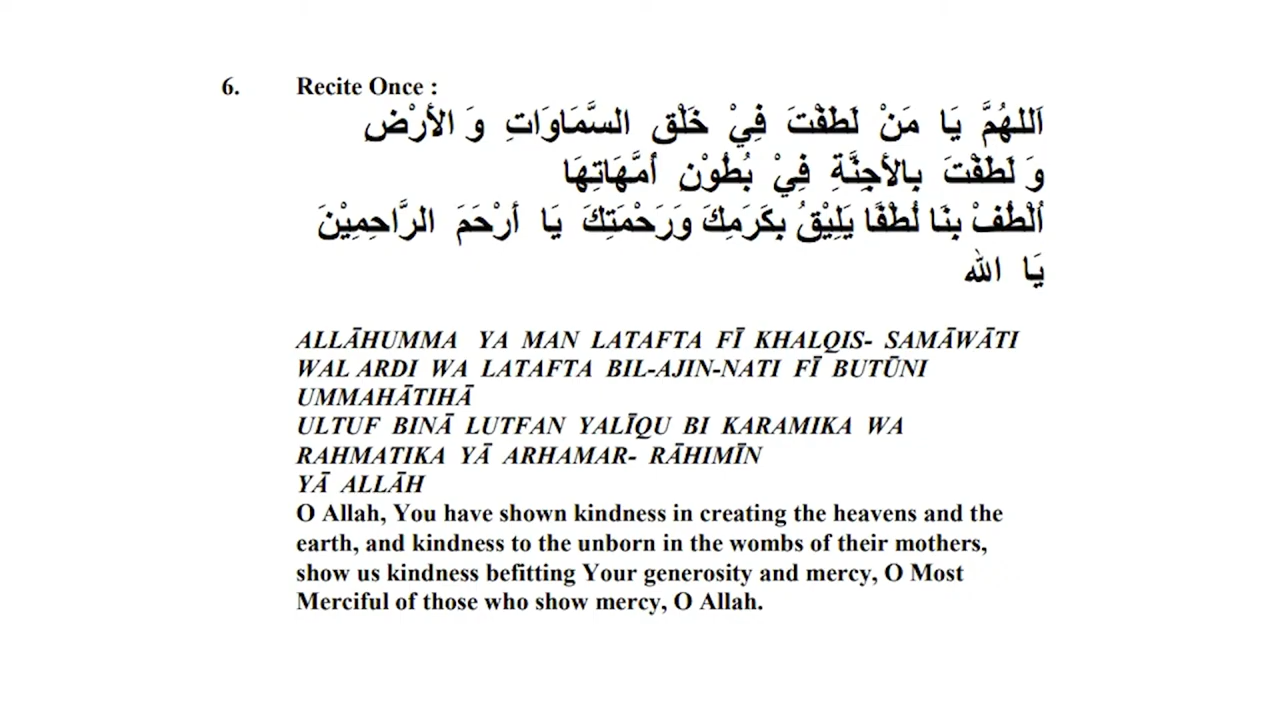 6. Recite Once :
اَللهُمَّ يَا مَنْ لَطَفْتَ فِيْ خَلْقِ السَّمَاوَاتِ وَ الأَرْضِ
وَ لَطَفْتَ بِالأَجِنَّةِ فِيْ بُطُوْنِ أُمَّهَاتِهَا
اُلْطُفْ بِنَا لُطْفًا يَلِيْقُ بِكَرَمِكَ وَرَحْمَتِكَ يَا أَرْحَمَ الرَّاحِمِيْنَ
يَا الله
ALLĀHUMMA YA MAN LATAFTA FĪ KHALQIS- SAMĀWĀTI
WAL ARDI WA LATAFTA BIL-AJIN-NATI FĪ BUTŪNI
UMMAHĀTIHĀ
ULTUF BINĀ LUTFAN YALĪQU BI KARAMIKA WA
RAHMATIKA YĀ ARHAMAR- RĀHIMĪN
YĀ ALLĀH
O Allah, You have shown kindness in creating the heavens and the
earth, and kindness to the unborn in the wombs of their mothers,
show us kindness befitting Your generosity and mercy, O Most
Merciful of those who show mercy, O Allah.